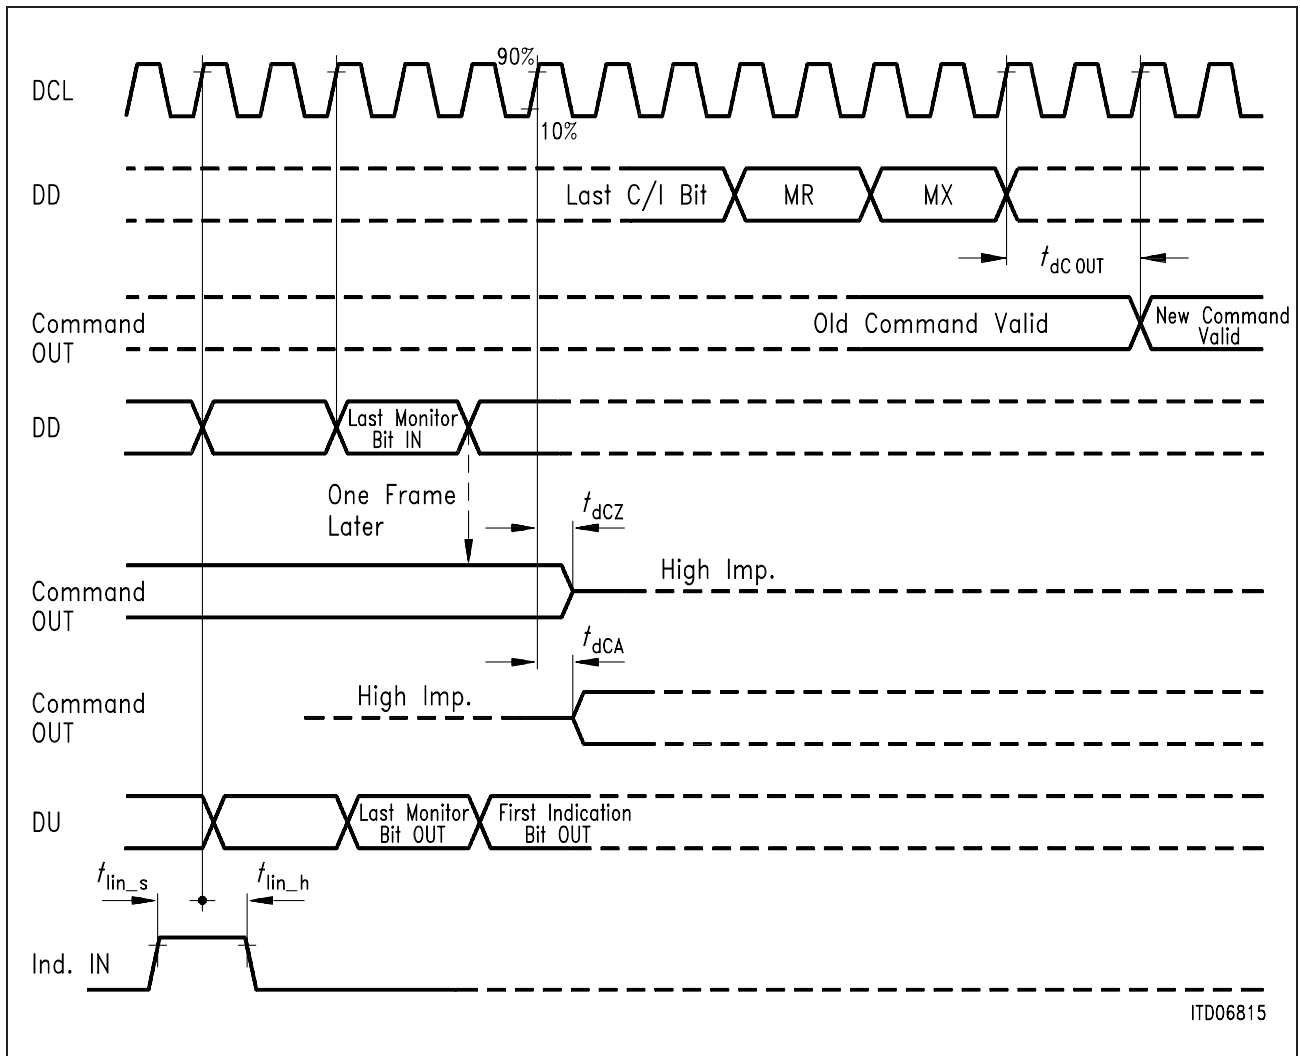 90%
DCL
10%
DD
Last C/I Bit
MR
MX
tdC OUT
Command
OUT
Old Command Valid
New Command
Valid
DD
Last Monitor
Bit IN
One Frame
Later
tdCZ
Command
OUT
High Imp.
tdCA
Command
OUT
High Imp.
DU
Last Monitor
Bit OUT
First Indication
Bit OUT
tIin_s
tIin_h
Ind. IN
ITD06815